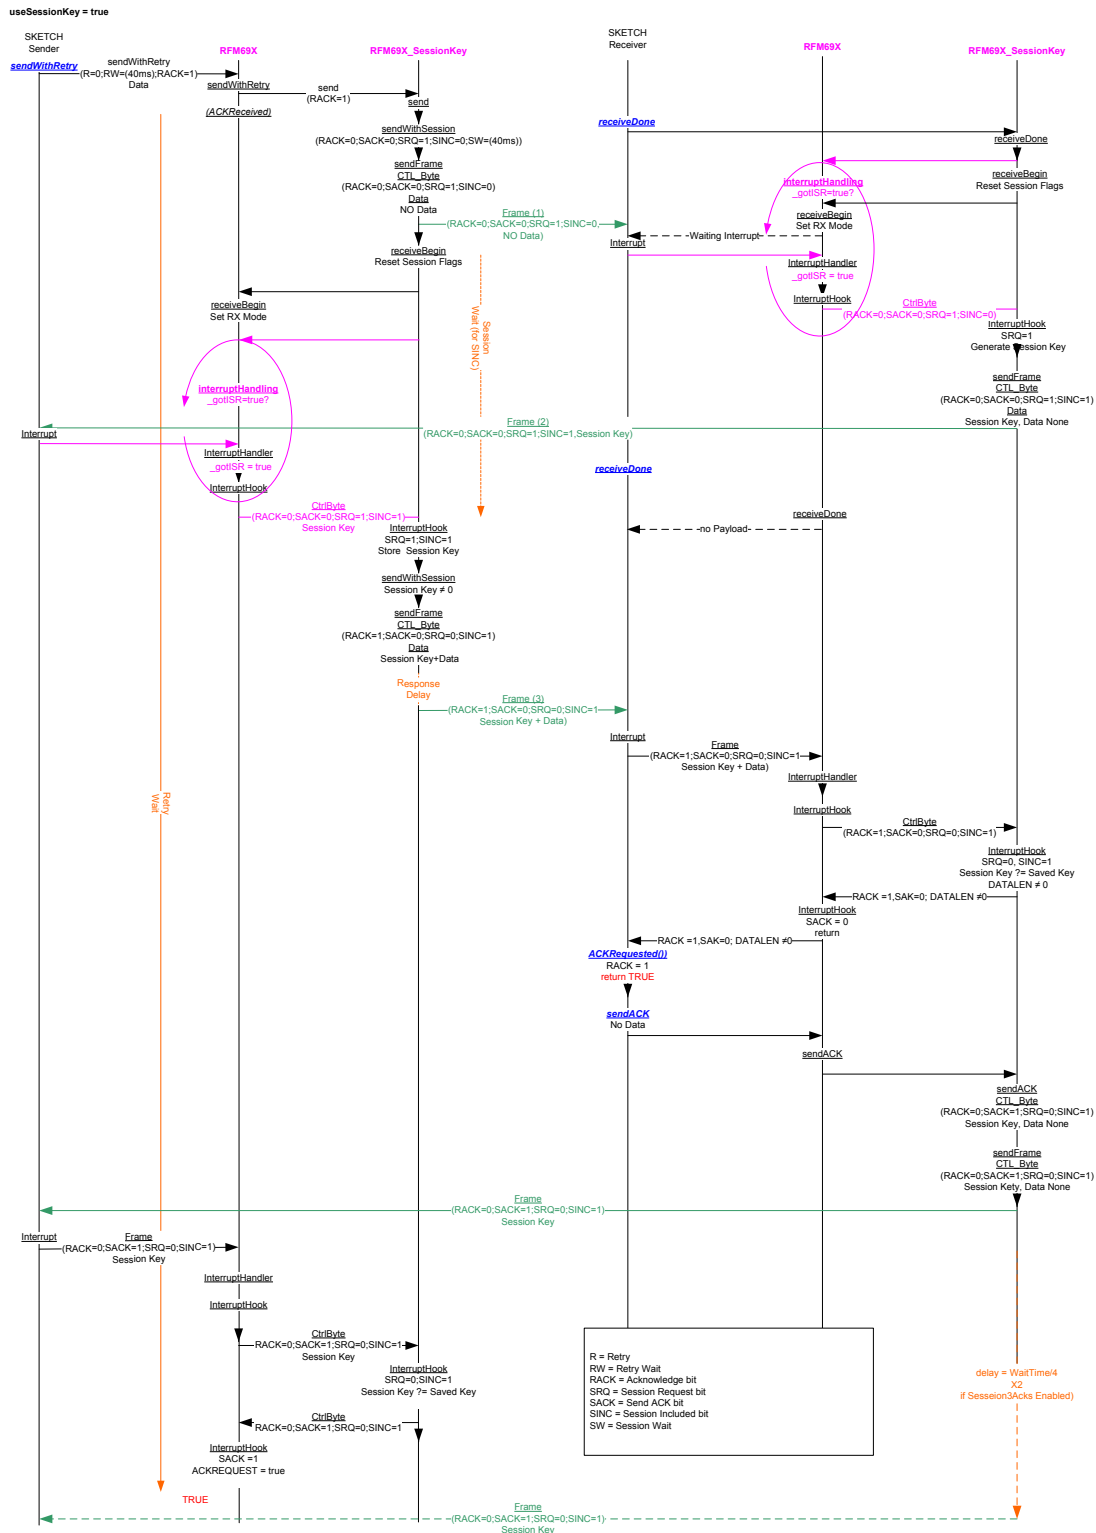 useSessionKey = true
SKETCH
Sender
RFM69X
RFM69X_SessionKey
SKETCH
Receiver
RFM69X
RFM69X_SessionKey
sendWithRetry
sendWithRetry
(R=0;RW=(40ms);RACK=1)
Data
sendWithRetry
(ACKReceived)
send
(RACK=1)
send
sendWithSession
(RACK=0;SACK=0;SRQ=1;SINC=0;SW=(40ms))
sendFrame
CTL_Byte
(RACK=0;SACK=0;SRQ=1;SINC=0)
Data
NO Data
receiveDone
receiveDone
receiveBegin
Reset Session Flags
interruptHandling
_gotISR=true?
receiveBegin
Set RX Mode
Frame (1)
(RACK=0;SACK=0;SRQ=1;SINC=0,
NO Data)
Waiting Interrupt
Interrupt
receiveBegin
Reset Session Flags
InterruptHandler
_gotISR = true
InterruptHook
CtrlByte
(RACK=0;SACK=0;SRQ=1;SINC=0)
receiveBegin
Set RX Mode
Session
Wait (for SINC)
InterruptHook
SRQ=1
Generate Session Key
interruptHandling
_gotISR=true?
sendFrame
CTL_Byte
(RACK=0;SACK=0;SRQ=1;SINC=1)
Data
Session Key, Data None
Frame (2)
(RACK=0;SACK=0;SRQ=1;SINC=1,Session Key)
Interrupt
InterruptHandler
_gotISR = true
InterruptHook
receiveDone
CtrlByte
(RACK=0;SACK=0;SRQ=1;SINC=1)
Session Key
receiveDone
no Payload
InterruptHook
SRQ=1;SINC=1
Store  Session Key
sendWithSession
Session Key ≠ 0
sendFrame
CTL_Byte
(RACK=1;SACK=0;SRQ=0;SINC=1)
Data
Session Key+Data
Response
Delay
Frame (3)
(RACK=1;SACK=0;SRQ=0;SINC=1
Session Key + Data)
Interrupt
Frame
(RACK=1;SACK=0;SRQ=0;SINC=1
Session Key + Data)
InterruptHandler
Retry
Wait
InterruptHook
CtrlByte
(RACK=1;SACK=0;SRQ=0;SINC=1)
InterruptHook
SRQ=0, SINC=1
Session Key ?= Saved Key
DATALEN ≠ 0
RACK =1,SAK=0; DATALEN ≠0
InterruptHook
SACK = 0
return
RACK =1,SAK=0; DATALEN ≠0
ACKRequested())
RACK = 1
return TRUE
sendACK
No Data
sendACK
sendACK
CTL_Byte
(RACK=0;SACK=1;SRQ=0;SINC=1)
Session Key, Data None
sendFrame
CTL_Byte
(RACK=0;SACK=1;SRQ=0;SINC=1)
Session Kety, Data None
Frame
(RACK=0;SACK=1;SRQ=0;SINC=1)
Session Key
Interrupt
Frame
(RACK=0;SACK=1;SRQ=0;SINC=1)
Session Key
InterruptHandler
InterruptHook
CtrlByte
RACK=0;SACK=1;SRQ=0;SINC=1
Session Key
InterruptHook
SRQ=0;SINC=1
Session Key ?= Saved Key
CtrlByte
RACK=0;SACK=1;SRQ=0;SINC=1
InterruptHook
SACK =1
ACKREQUEST = true
TRUE
R = Retry
RW = Retry Wait
RACK = Acknowledge bit
SRQ = Session Request bit
SACK = Send ACK bit
SINC = Session Included bit
SW = Session Wait
delay = WaitTime/4
X2
if Sesseion3Acks Enabled)
Frame
(RACK=0;SACK=1;SRQ=0;SINC=1)
Session Key